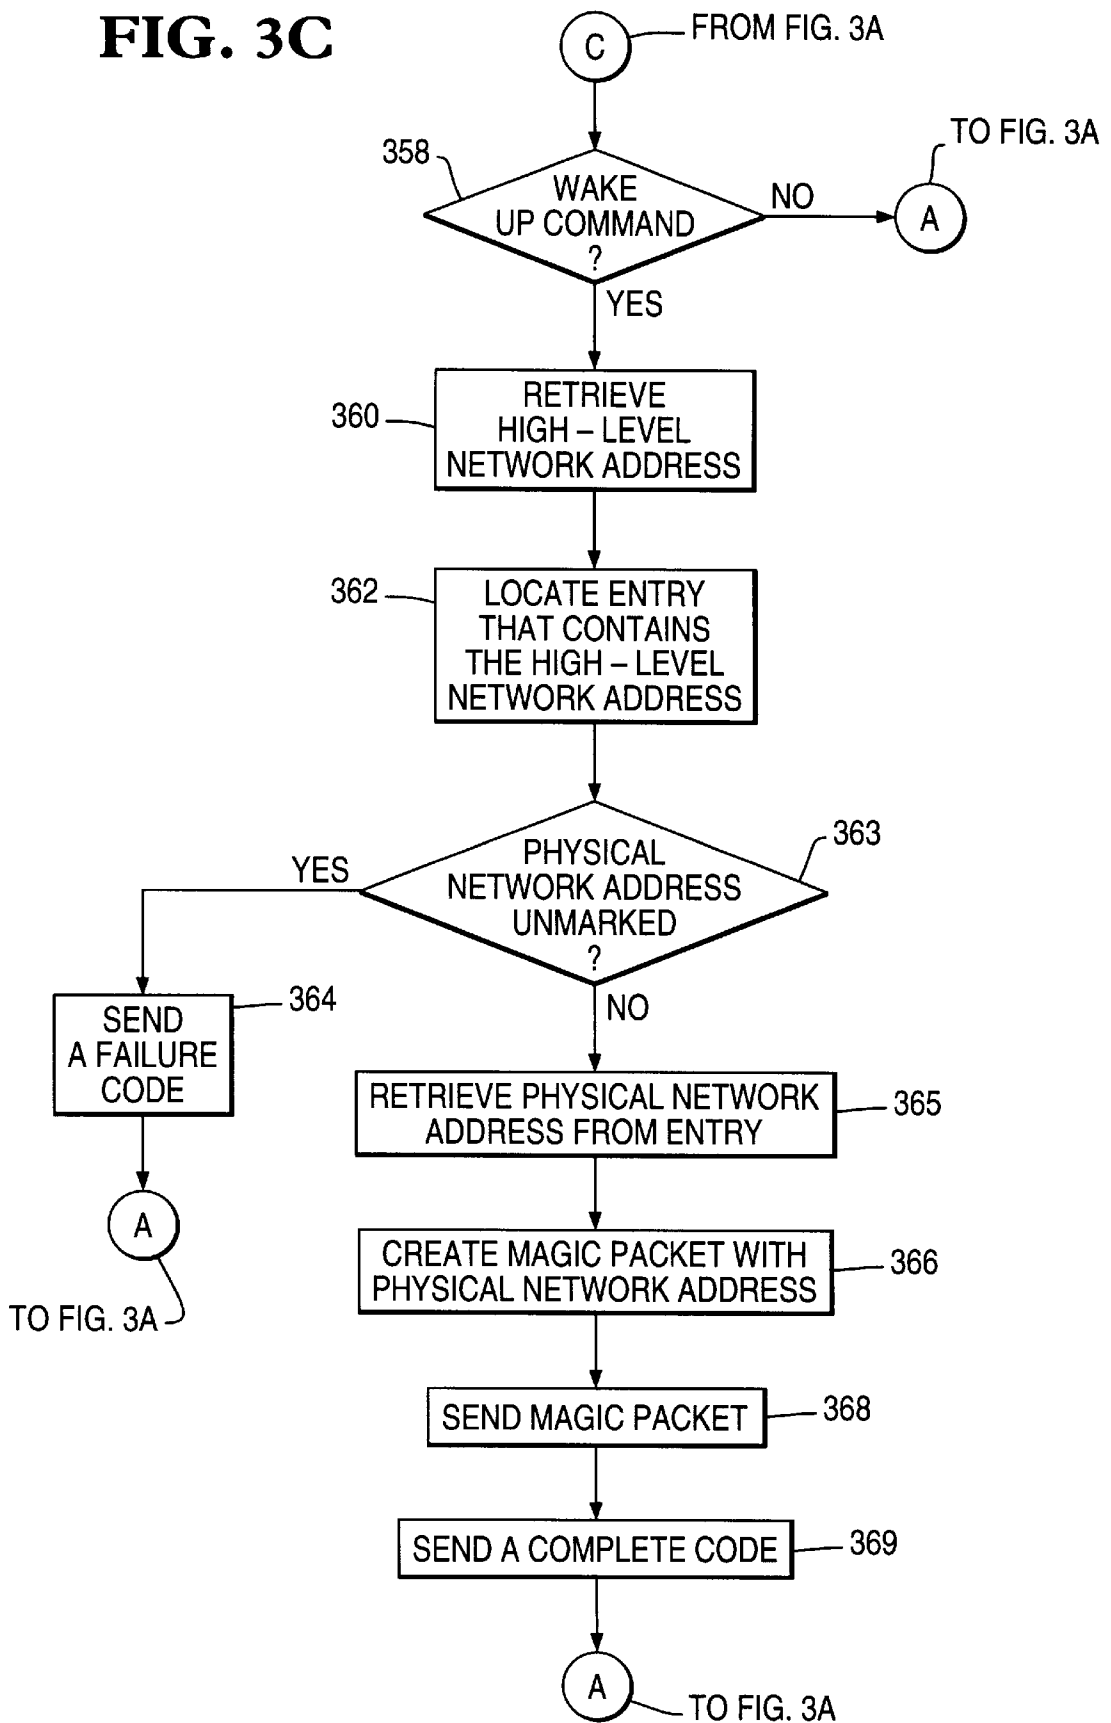 FIG. 3C
C
FROM FIG. 3A
TO FIG. 3A
358
WAKE
UP COMMAND
?
NO
A
YES
360
RETRIEVE
HIGH – LEVEL
NETWORK ADDRESS
362
LOCATE ENTRY
THAT CONTAINS
THE HIGH – LEVEL
NETWORK ADDRESS
363
PHYSICAL
NETWORK ADDRESS
UNMARKED
?
YES
NO
364
SEND
A FAILURE
CODE
RETRIEVE PHYSICAL NETWORK
ADDRESS FROM ENTRY
365
A
TO FIG. 3A
CREATE MAGIC PACKET WITH
PHYSICAL NETWORK ADDRESS
366
SEND MAGIC PACKET
368
SEND A COMPLETE CODE
369
A
TO FIG. 3A